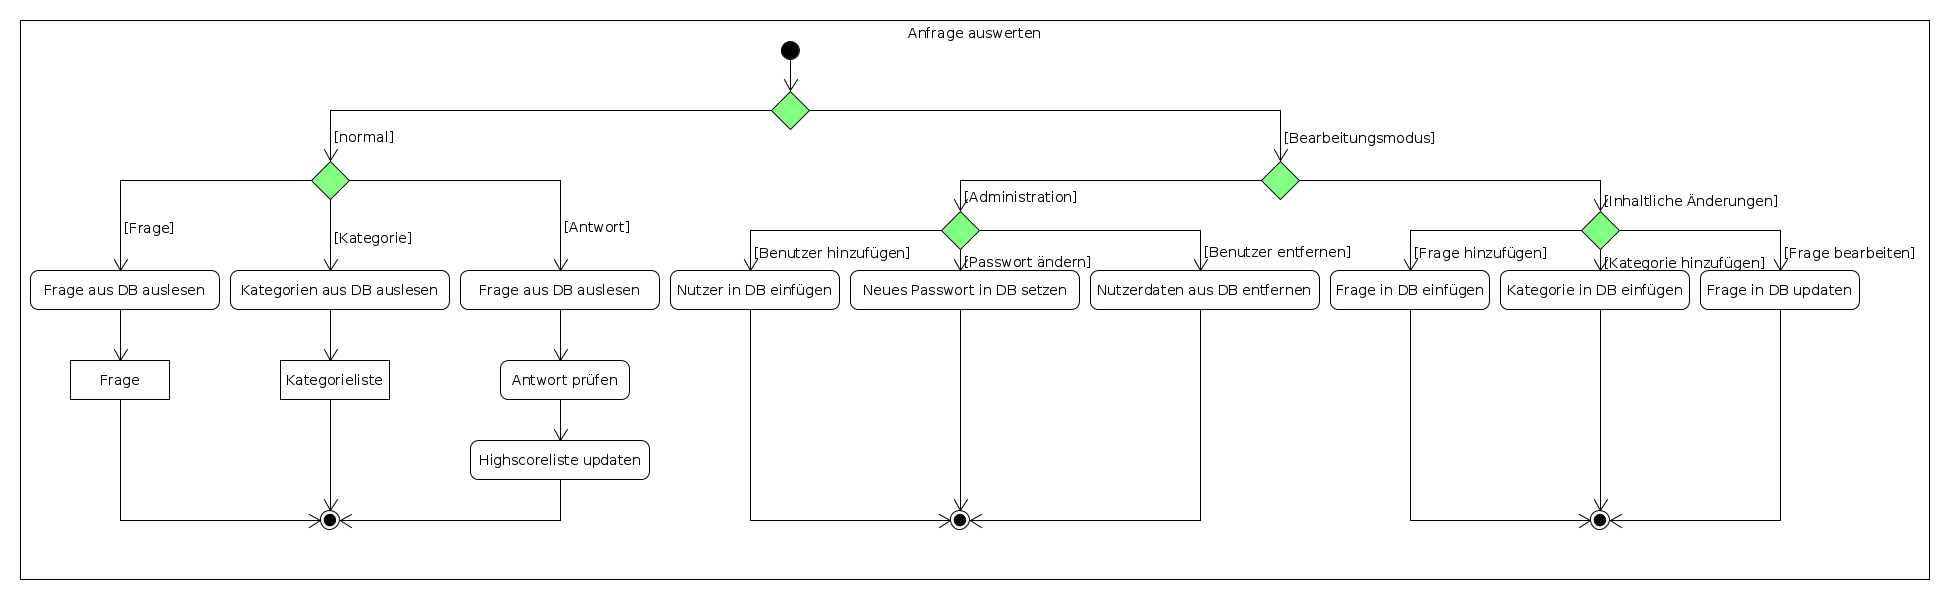 Anfrage auswerten
[normal]
[Bearbeitungsmodus]
[Frage]
[Kategorie]
[Antwort]
[Administration]
[Inhaltliche Änderungen]
[Benutzer hinzufügen]
[Passwort ändern]
[Benutzer entfernen]
[Frage hinzufügen]
[Kategorie hinzufügen]
[Frage bearbeiten]
Frage aus DB auslesen
Kategorien aus DB auslesen
Frage aus DB auslesen
Nutzer in DB einfügen
Neues Passwort in DB setzen
Nutzerdaten aus DB entfernen
Frage in DB einfügen
Kategorie in DB einfügen
Frage in DB updaten
Frage
Kategorieliste
Antwort prüfen
Highscoreliste updaten